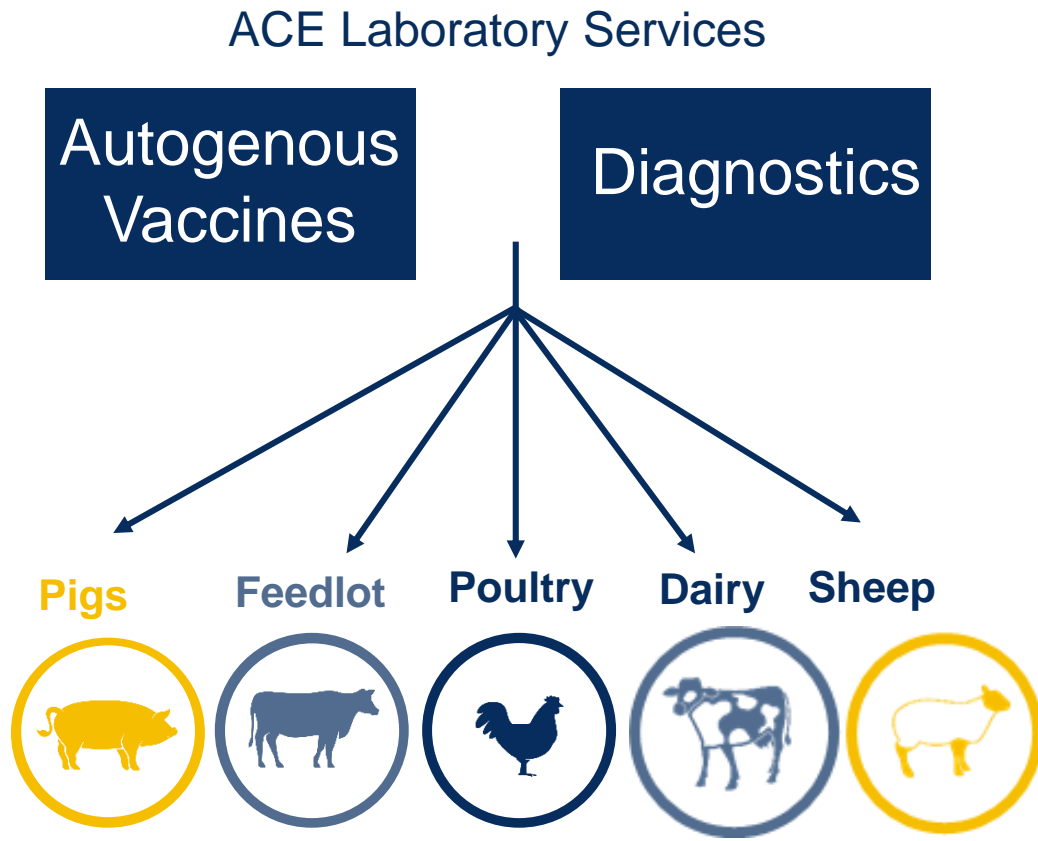 ACE Laboratory Services
Autogenous
Vaccines
Diagnostics
Pigs
Feedlot
Poultry
Dairy
Sheep